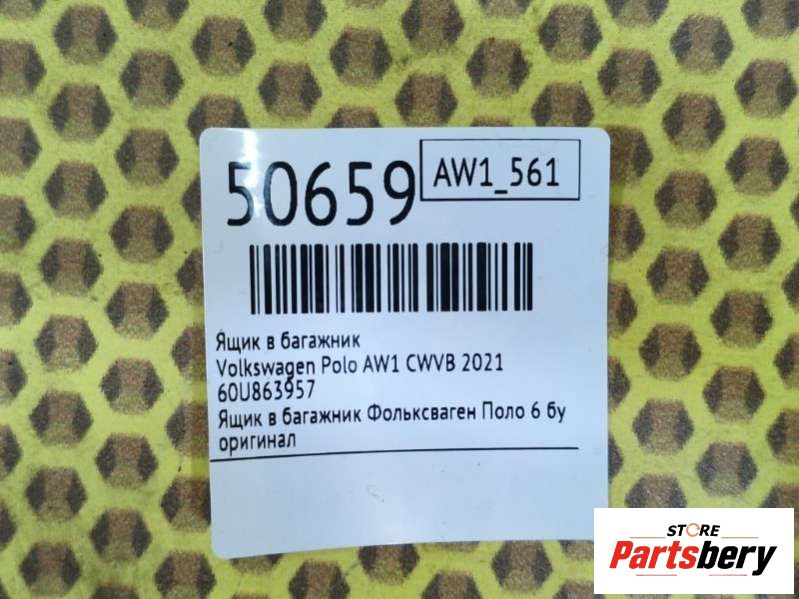 50659
AW1_561
Ящик в багажник
Volkswagen Polo AW1 CWVB 2021
60U863957
Ящик в багажник Фольксваген Поло 6 бу
оригинал
STORE
Partsbery